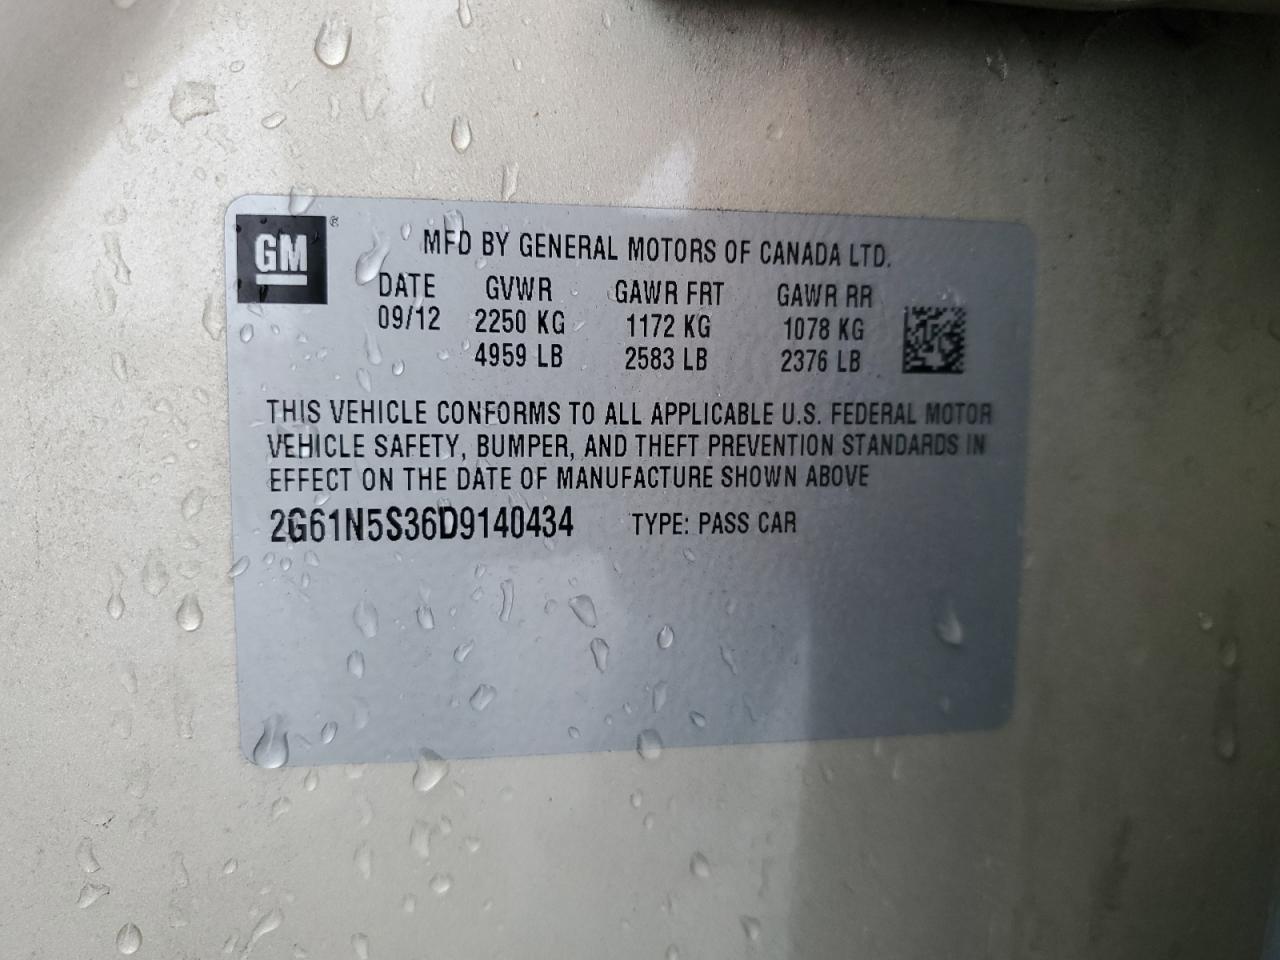 GM ®
MFD BY GENERAL MOTORS OF CANADA LTD.
DATE GVWR GAWR FRT GAWR RR
09/12 2250 KG 1172 KG 1078 KG
4959 LB 2583 LB 2376 LB
THIS VEHICLE CONFORMS TO ALL APPLICABLE U.S. FEDERAL MOTOR
VEHICLE SAFETY, BUMPER, AND THEFT PREVENTION STANDARDS IN
EFFECT ON THE DATE OF MANUFACTURE SHOWN ABOVE
2G61N5S36D9140434 TYPE: PASS CAR